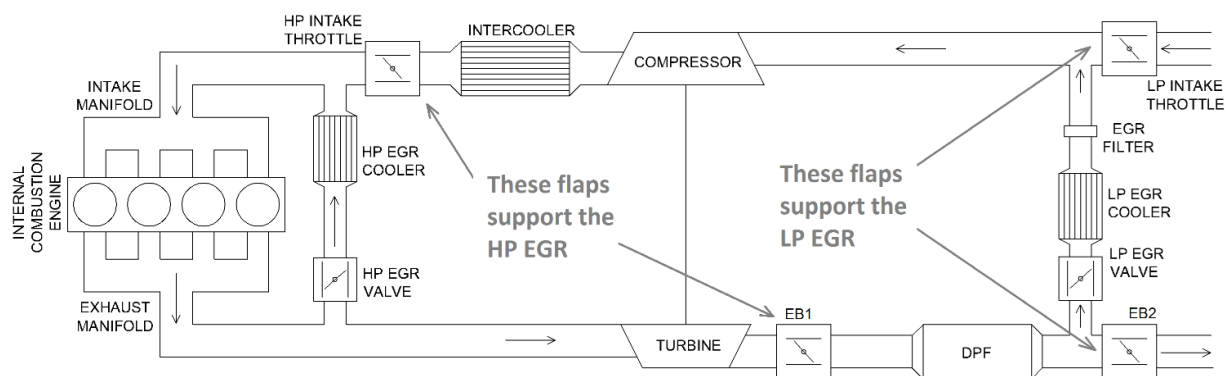 HP INTAKE
THROTTLE
INTERCOOLER
COMPRESSOR
LP INTAKE
THROTTLE
INTAKE
MANIFOLD
HP EGR
COOLER
EGR
FILTER
These flaps
support the
HP EGR
These flaps
support the
LP EGR
LP EGR
COOLER
INTERNAL
COMBUSTION
ENGINE
HP EGR
VALVE
LP EGR
VALVE
EXHAUST
MANIFOLD
TURBINE
EB1
DPF
EB2